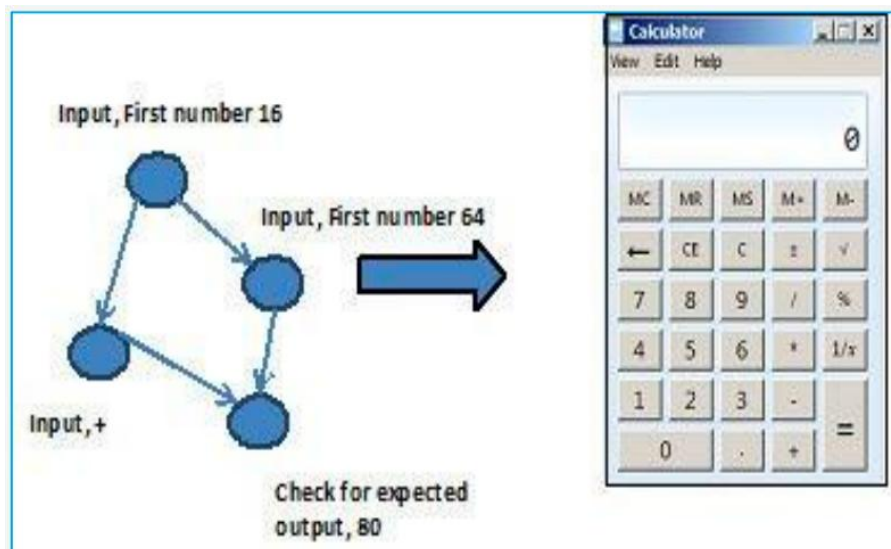 Input, First number 16
Input, First number 64
Input, +
Check for expected
output, 80
Calculator
View Edit Help
0
MC MR MS M+ M-
← CE C ± √
7 8 9 / %
4 5 6 * 1/x
1 2 3 - =
0 . +